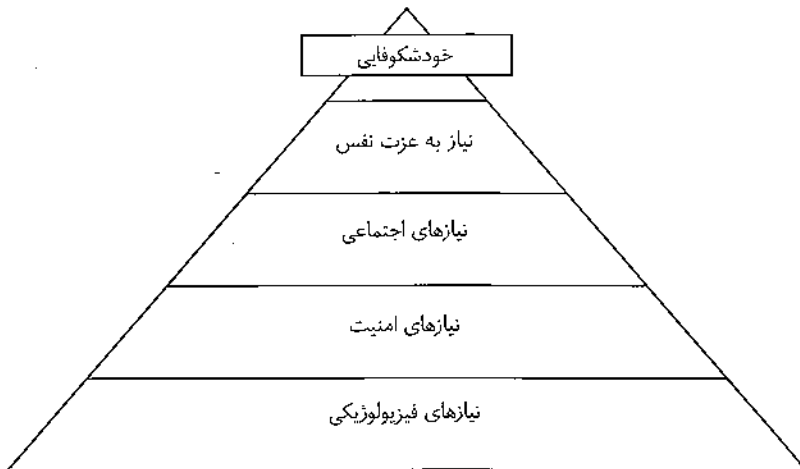 خودشکوفایی
نیاز به عزت نفس
نیازهای اجتماعی
نیازهای امنیت
نیازهای فیزیولوژیکی